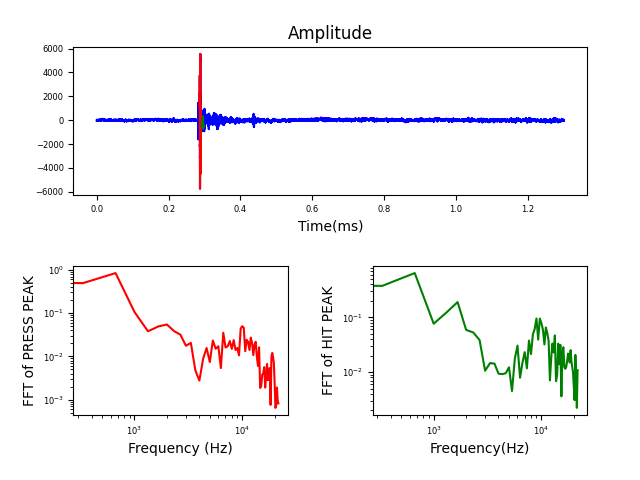 Amplitude
6000
4000
2000
0
−2000
−4000
−6000
0.0 0.2 0.4 0.6 0.8 1.0 1.2
Time(ms)
FFT of PRESS PEAK
10⁰
10⁻¹
10⁻²
10⁻³
10³ 10⁴
Frequency (Hz)
FFT of HIT PEAK
10⁻¹
10⁻²
10³ 10⁴
Frequency(Hz)